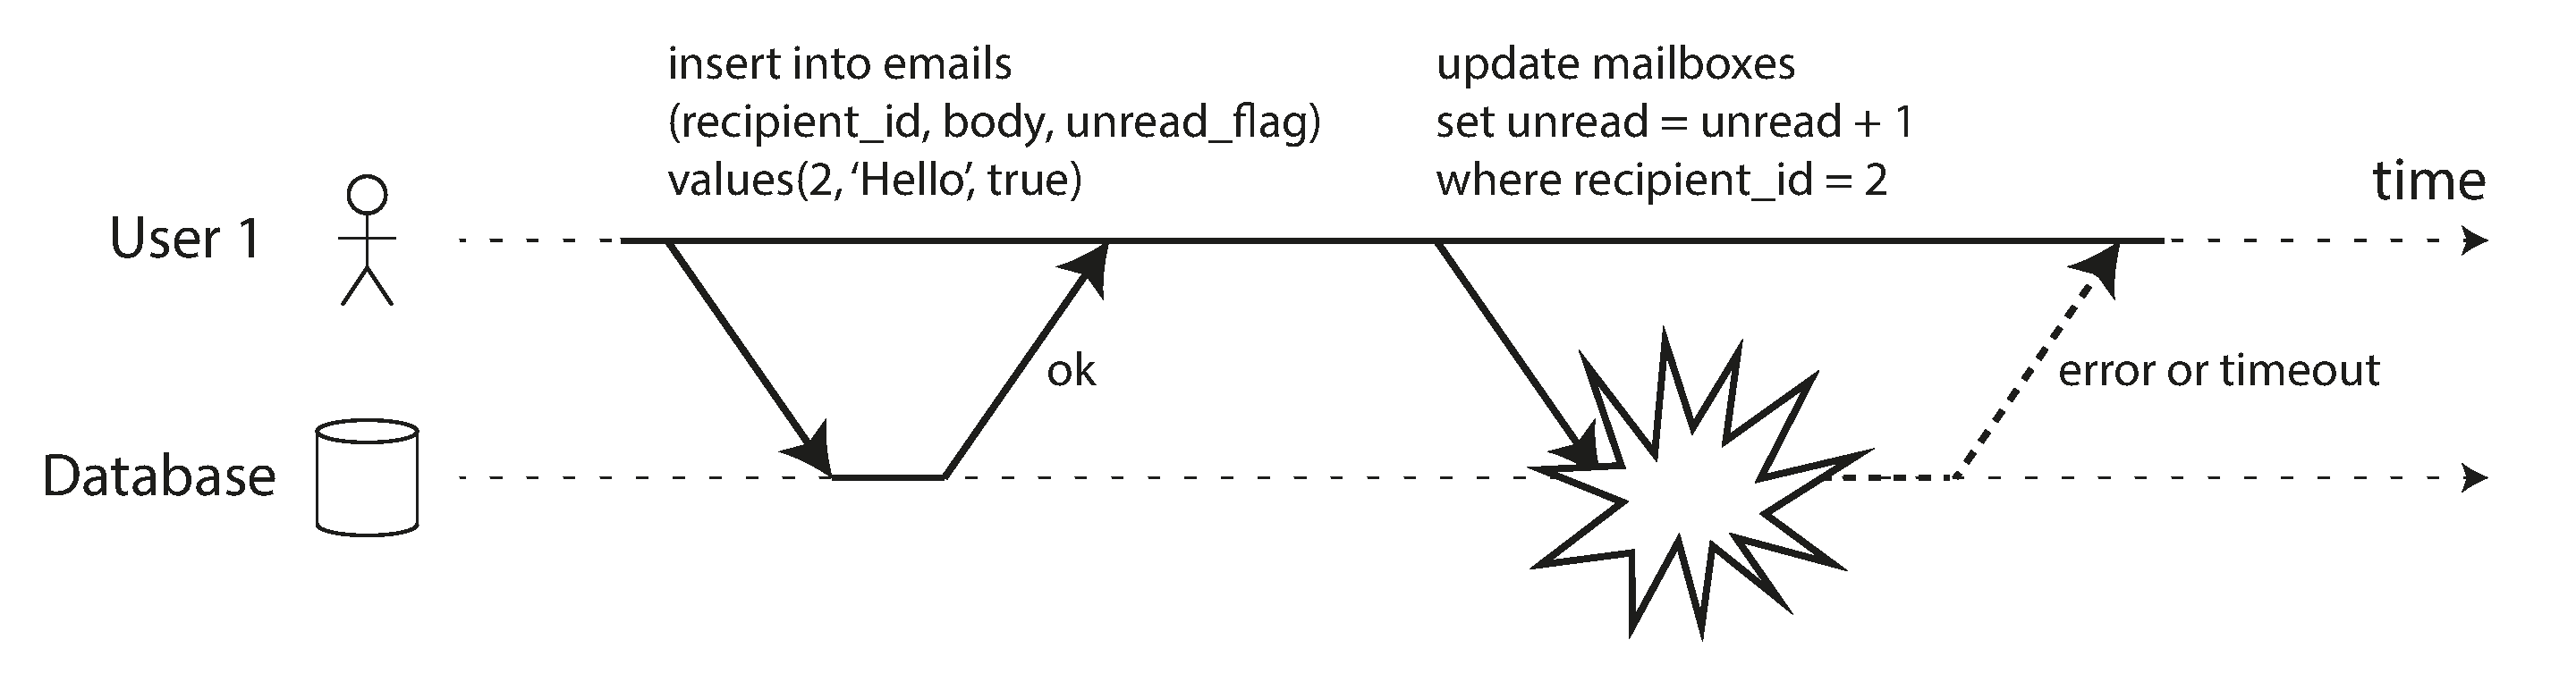 insert into emails
(recipient_id, body, unread_flag)
values(2, ‘Hello’, true)
update mailboxes
set unread = unread + 1
where recipient_id = 2
time
User 1
ok
error or timeout
Database